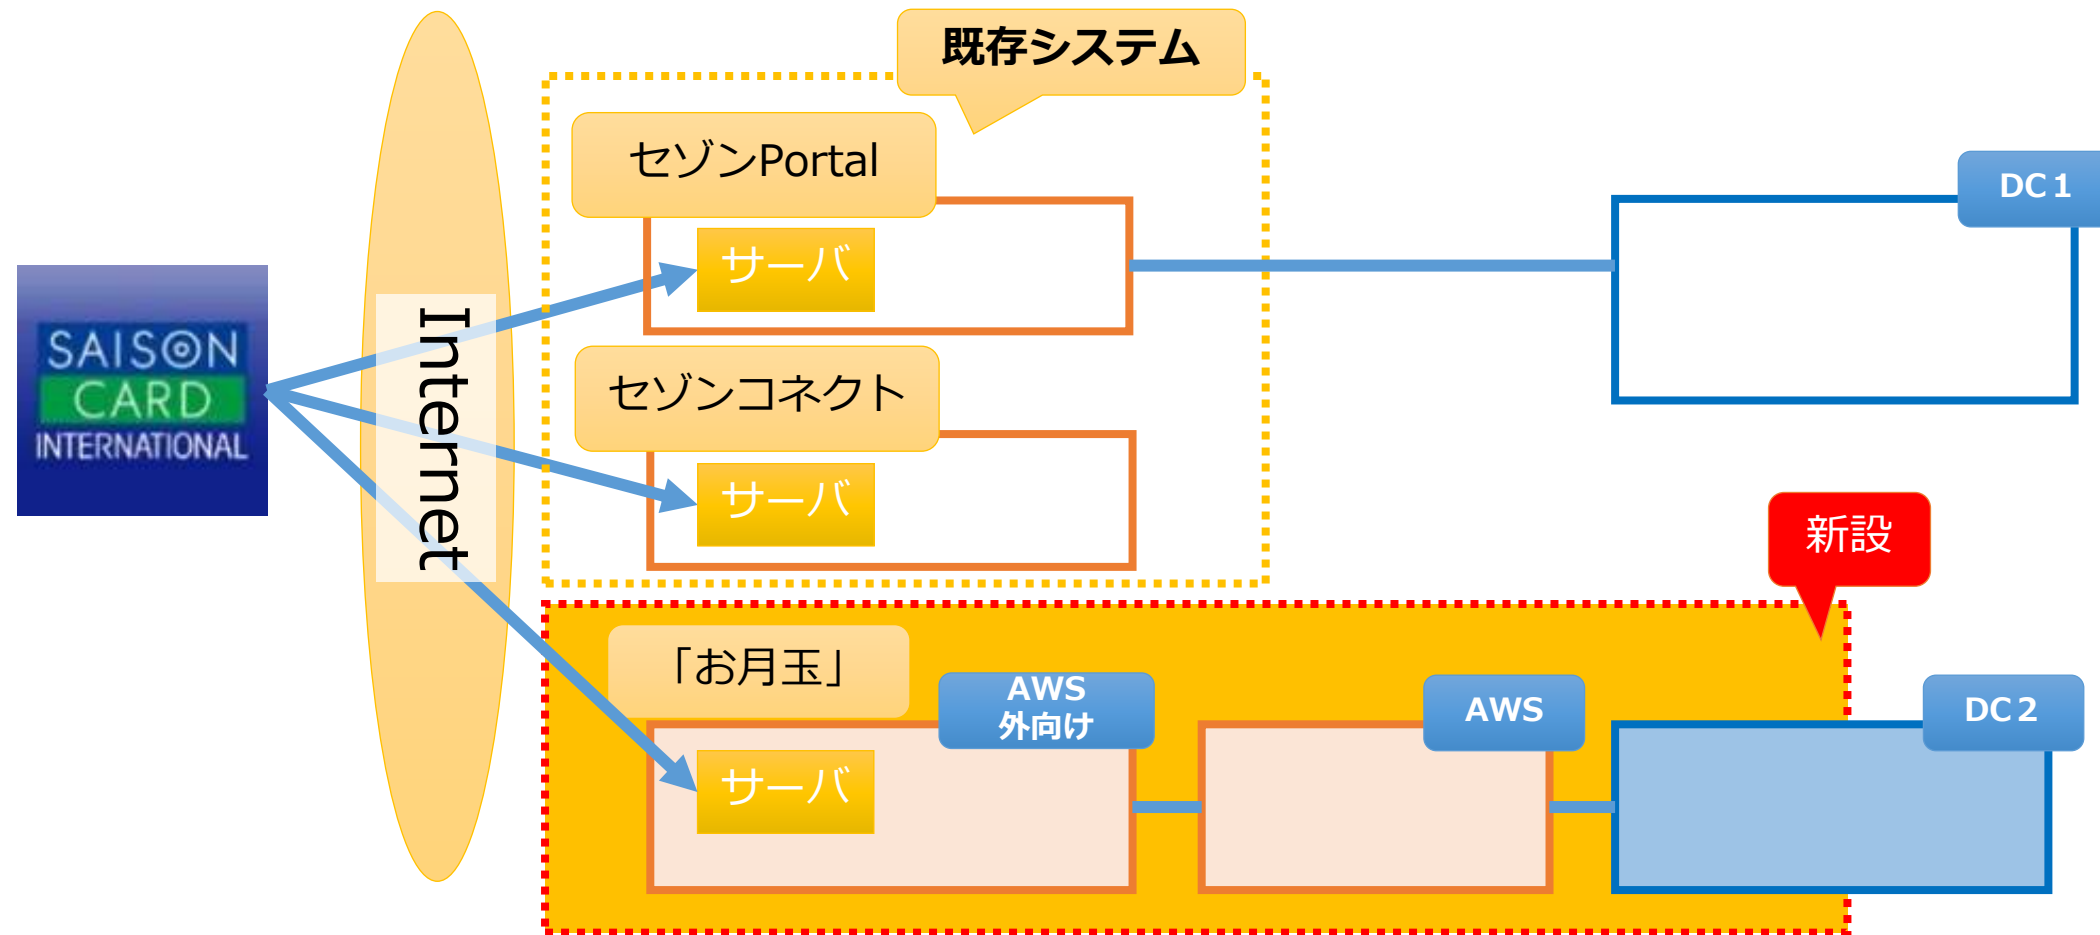 既存システム
セゾンPortal
DC１
サーバ
SAISON
CARD
INTERNATIONAL
Internet
セゾンコネクト
サーバ
新設
「お月玉」
AWS
外向け
AWS
DC２
サーバ